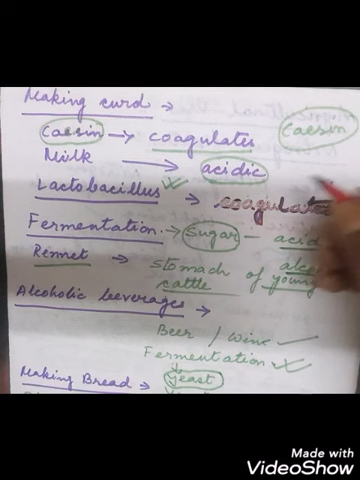 Making curd →
Caesin → coagulates Caesin
Milk → acidic
Lactobacillus → coagulate
Fermentation. → Sugar – acid
alco
Rennet → stomach of young
cattle
Alcoholic beverages →
Beer / Wine
Fermentation
Making Bread → yeast
Made with
VideoShow